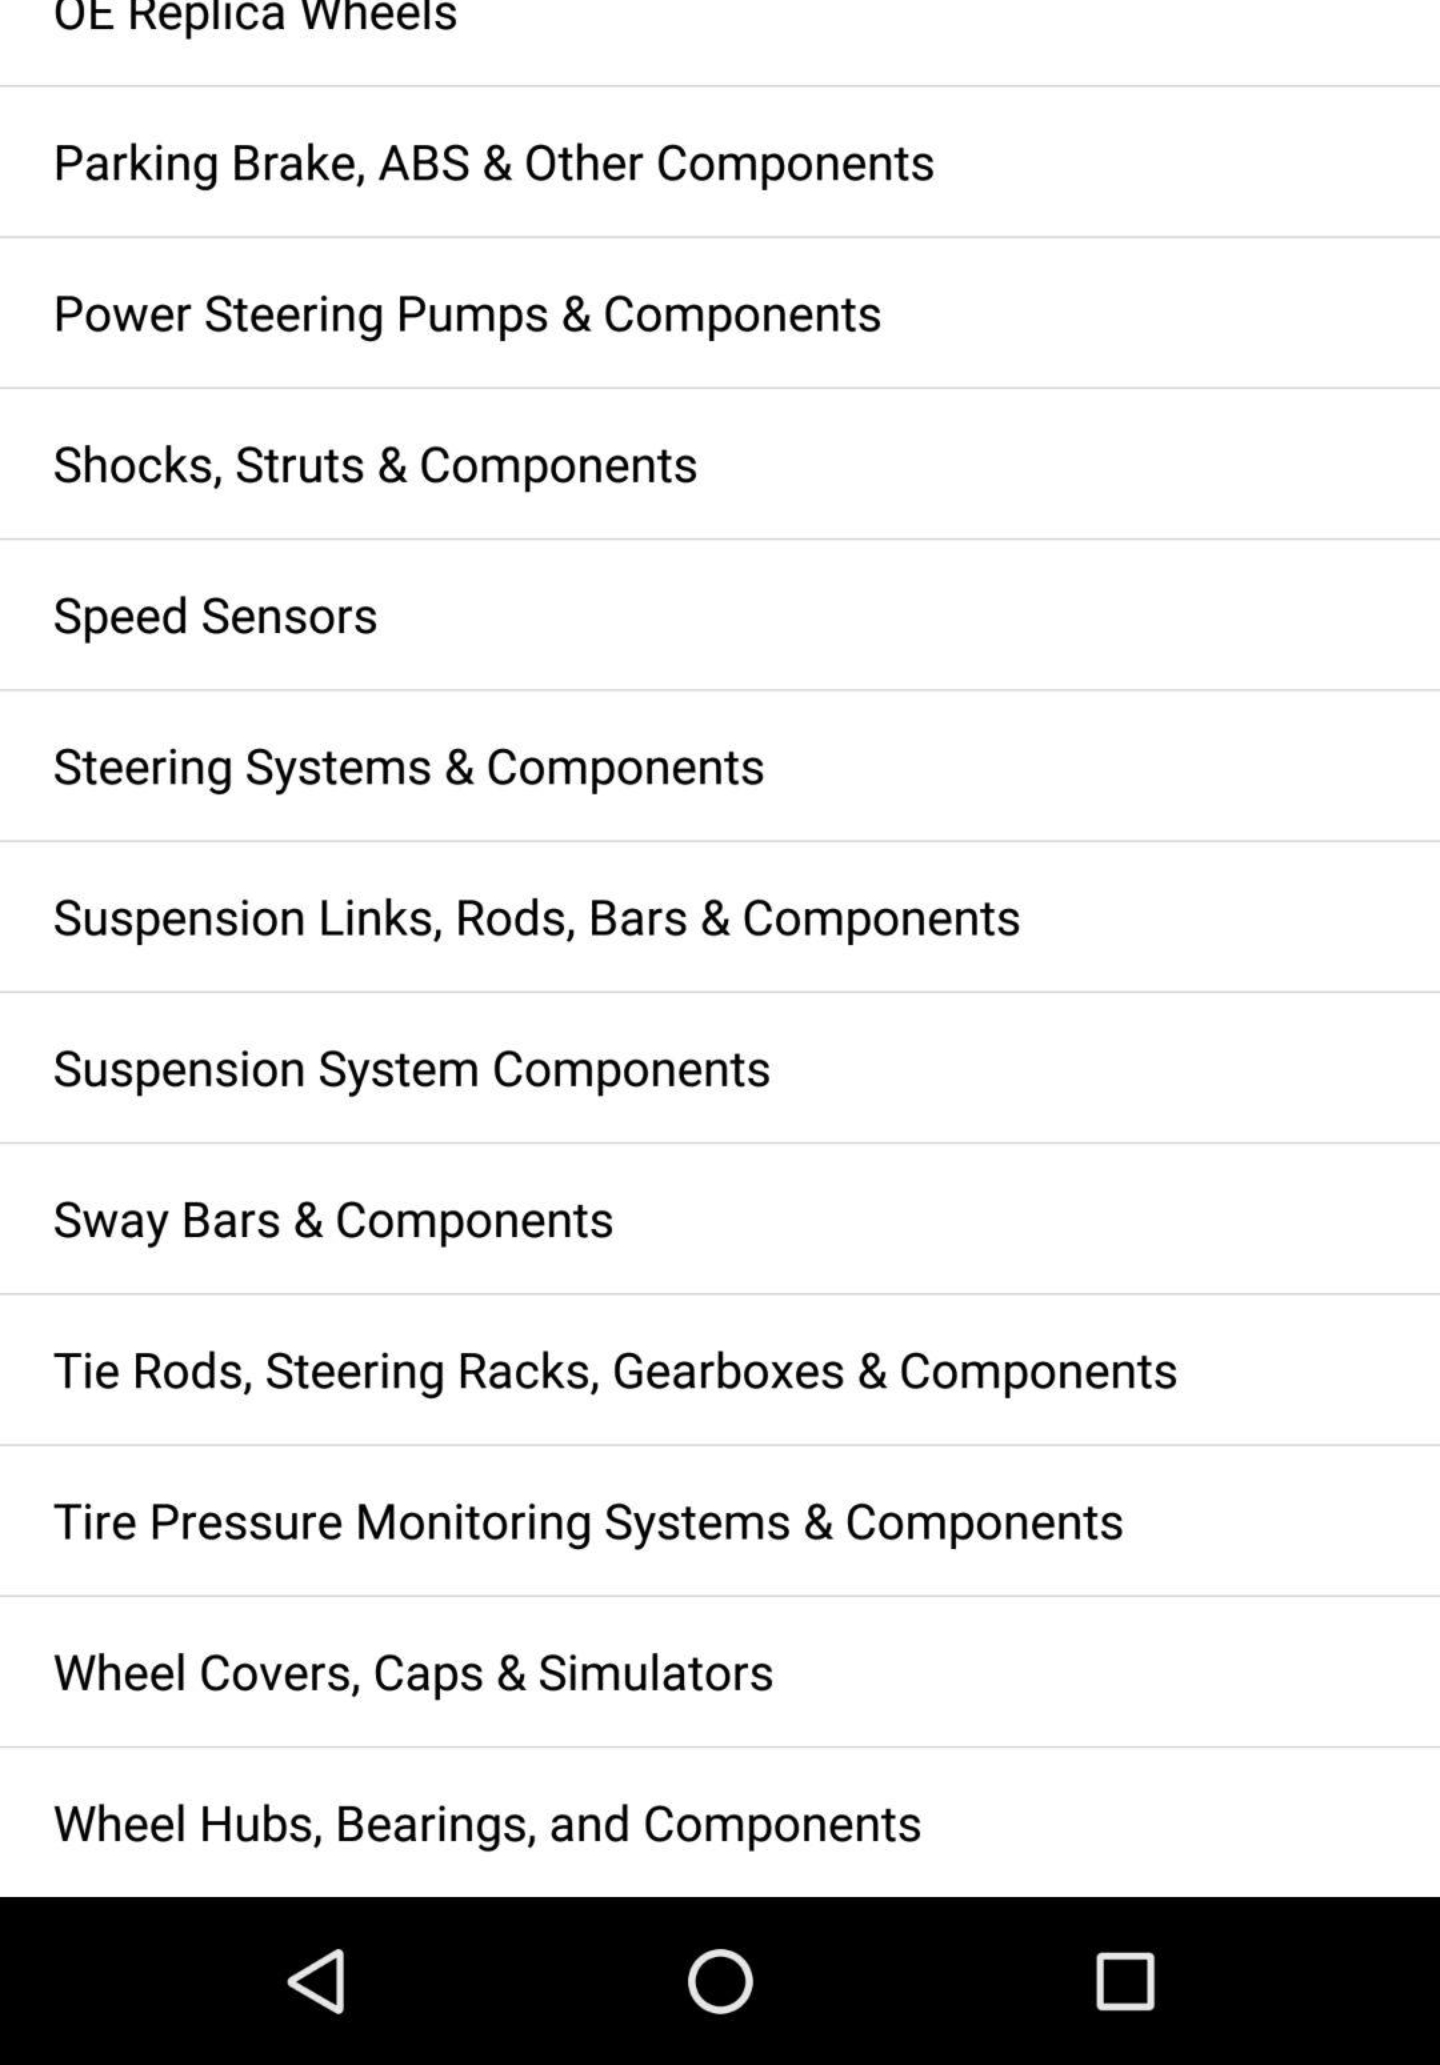 OE Replica Wheels
Parking Brake, ABS & Other Components
Power Steering Pumps & Components
Shocks, Struts & Components
Speed Sensors
Steering Systems & Components
Suspension Links, Rods, Bars & Components
Suspension System Components
Sway Bars & Components
Tie Rods, Steering Racks, Gearboxes & Components
Tire Pressure Monitoring Systems & Components
Wheel Covers, Caps & Simulators
Wheel Hubs, Bearings, and Components